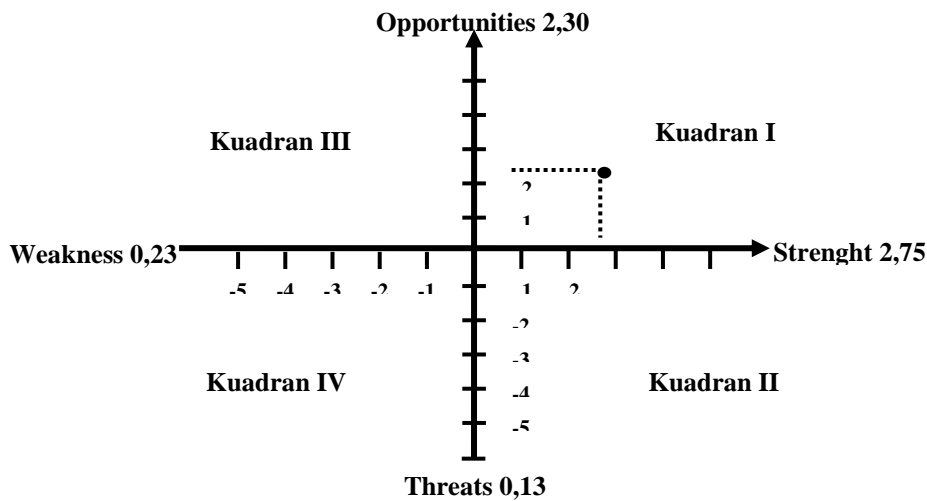 Opportunities 2,30
Kuadran III
Kuadran I
2
1
Weakness 0,23
Strenght 2,75
-5 -4 -3 -2 -1 1 2
-2
-3
Kuadran IV
Kuadran II
-4
-5
Threats 0,13